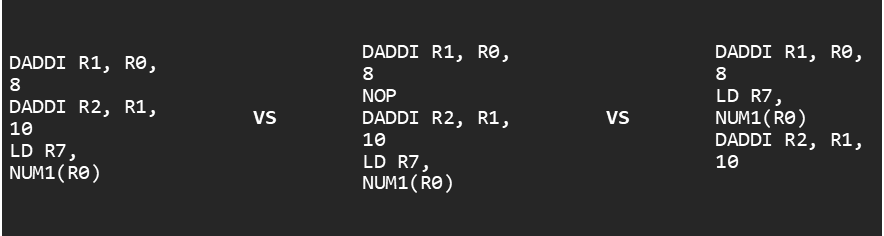 DADDI R1, R0,
8
DADDI R2, R1,
10
LD R7,
NUM1(R0)
VS
DADDI R1, R0,
8
NOP
DADDI R2, R1,
10
LD R7,
NUM1(R0)
VS
DADDI R1, R0,
8
LD R7,
NUM1(R0)
DADDI R2, R1,
10